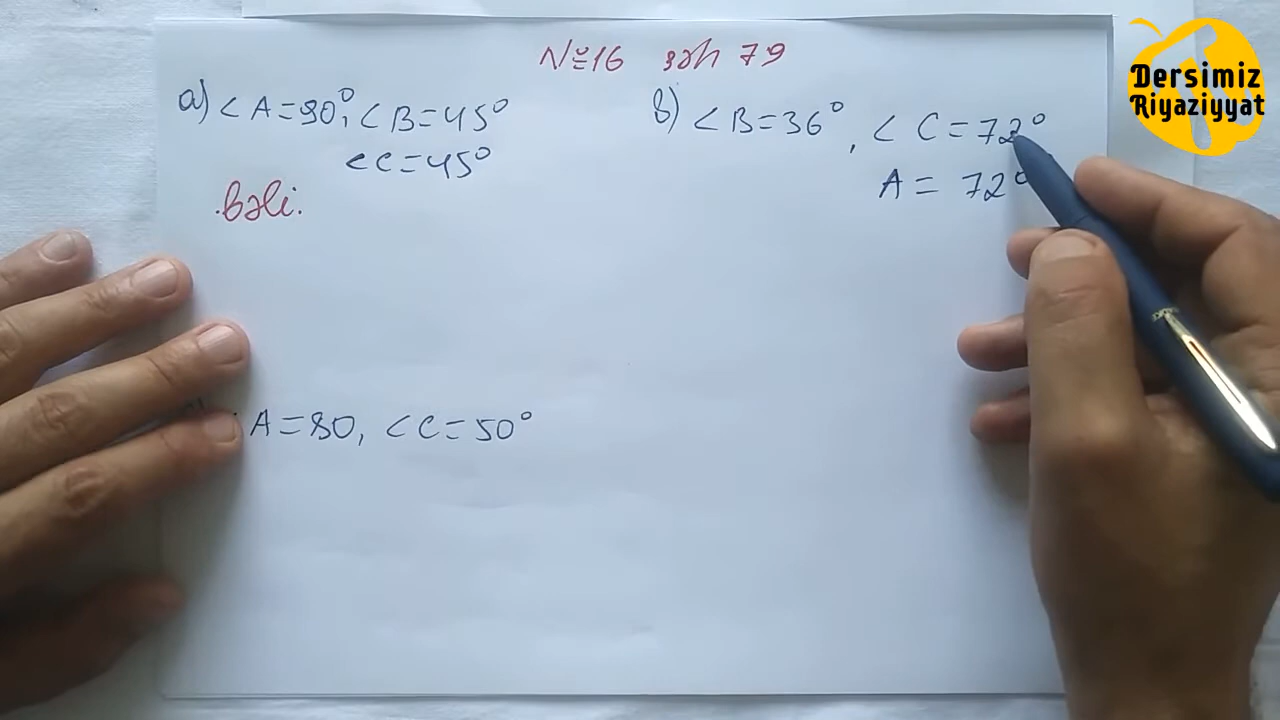 №16 səh 79
a) <A=90°, <B=45°
<C=45°
bəli.
b) <B=36°, <C=72°
A= 72°
A=80, <C=50°
Dersimiz
Riyaziyyat